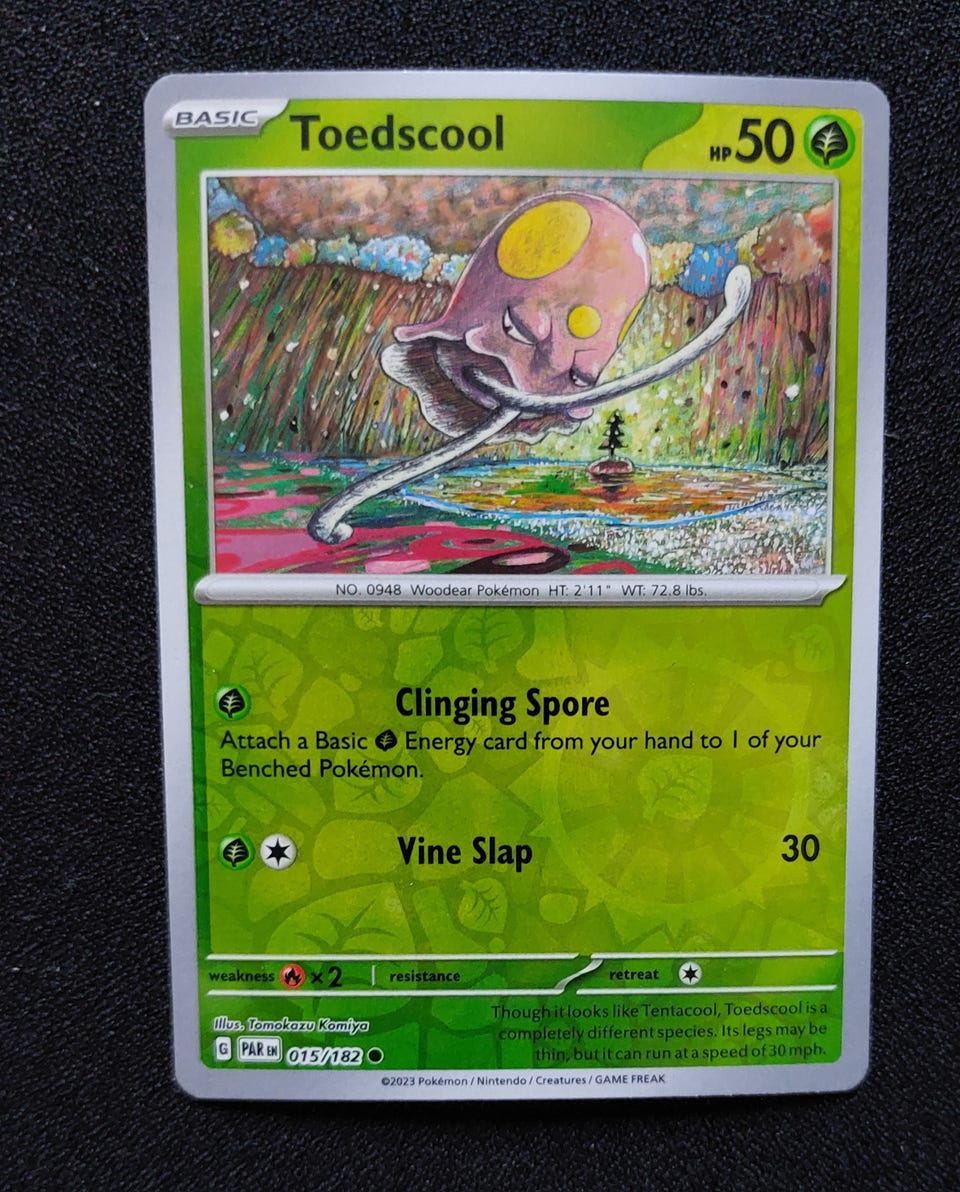 BASIC Toedscool HP 50
NO. 0948 Woodear Pokémon HT: 2'11" WT: 72.8 lbs.
Clinging Spore
Attach a Basic Energy card from your hand to 1 of your
Benched Pokémon.
Vine Slap 30
weakness ×2 resistance retreat
Though it looks like Tentacool, Toedscool is a
completely different species. Its legs may be
thin, but it can run at a speed of 30 mph.
Illus. Tomokazu Komiya
G PAR EN 015/182
©2023 Pokémon / Nintendo / Creatures / GAME FREAK